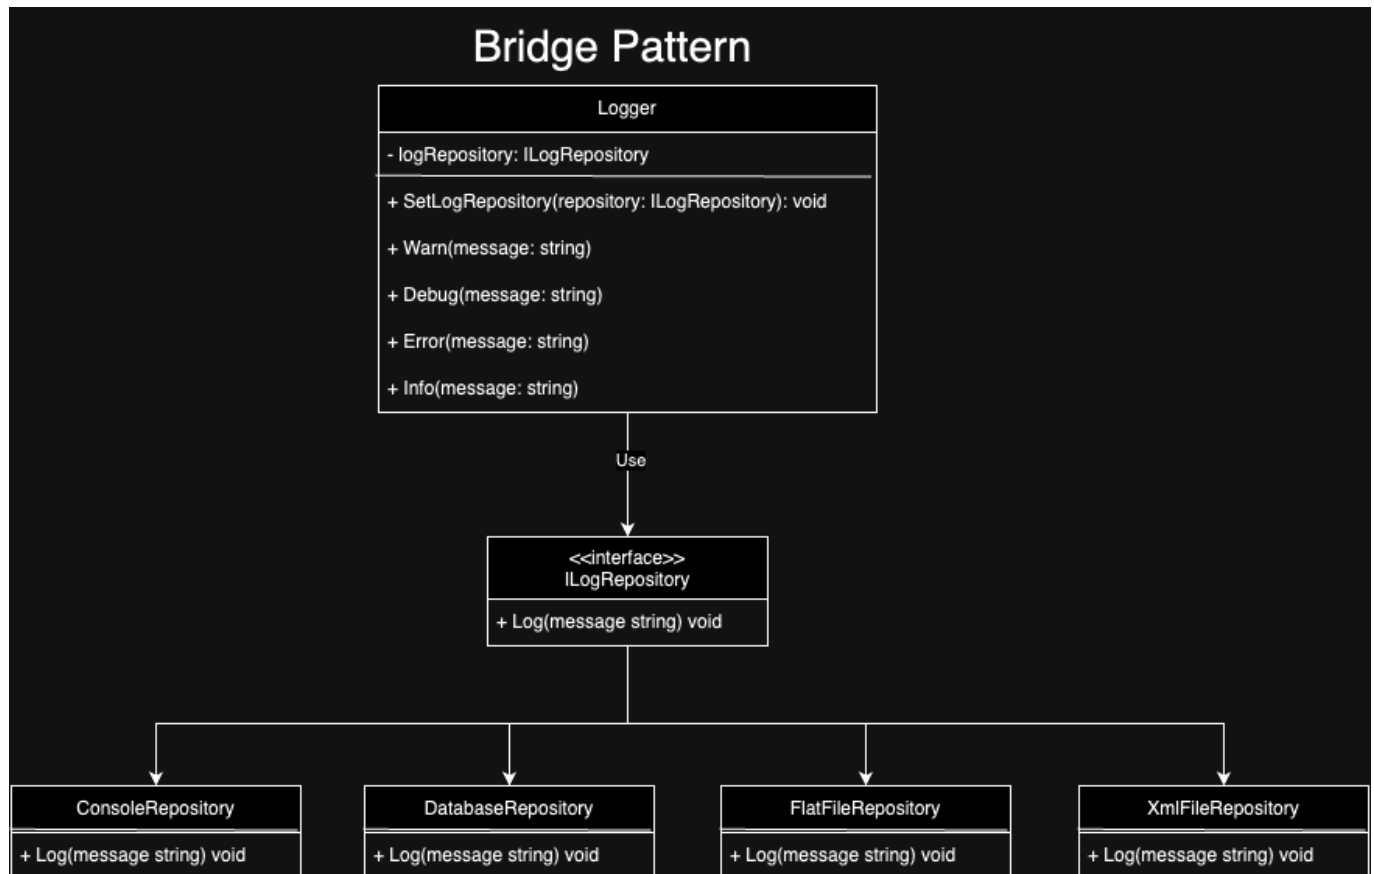 Bridge Pattern
Logger
- logRepository: ILogRepository
+ SetLogRepository(repository: ILogRepository): void
+ Warn(message: string)
+ Debug(message: string)
+ Error(message: string)
+ Info(message: string)
Use
<<interface>>
ILogRepository
+ Log(message string) void
ConsoleRepository
+ Log(message string) void
DatabaseRepository
+ Log(message string) void
FlatFileRepository
+ Log(message string) void
XmlFileRepository
+ Log(message string) void